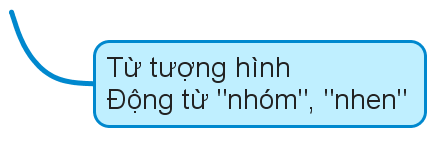 Từ tượng hình
Động từ "nhóm", "nhen"